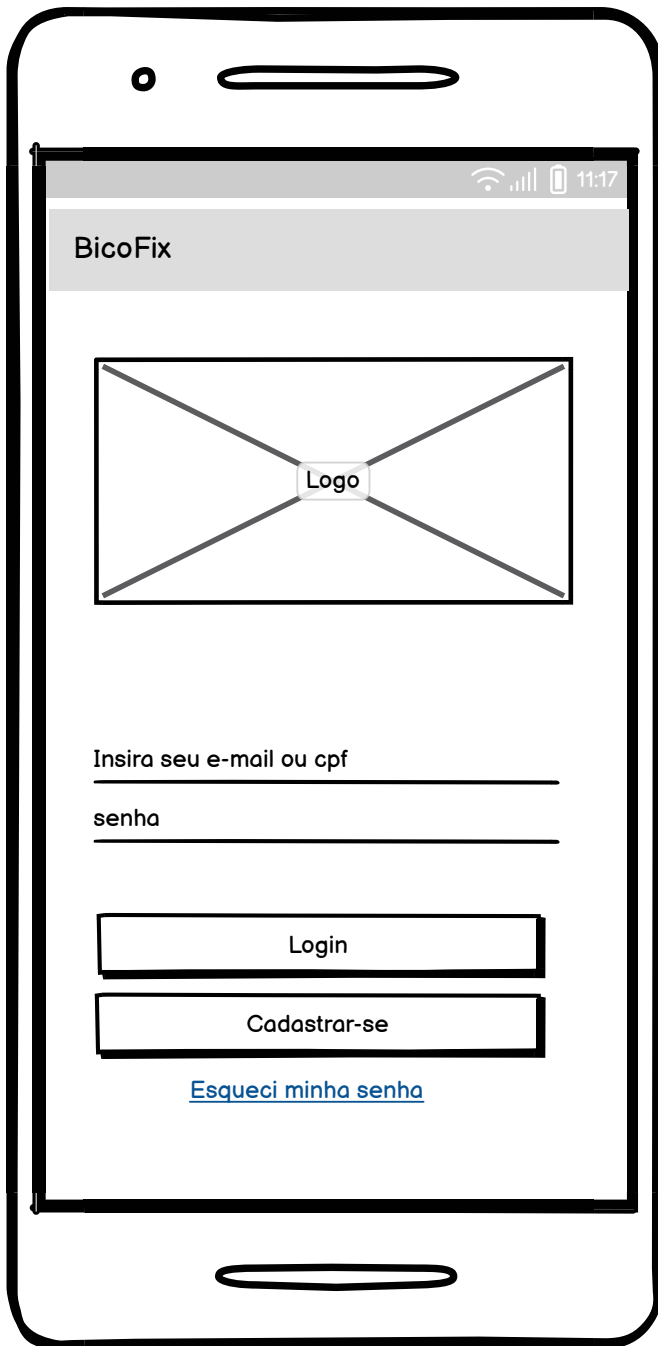 11:17
BicoFix
Logo
Insira seu e-mail ou cpf
senha
Login
Cadastrar-se
Esqueci minha senha